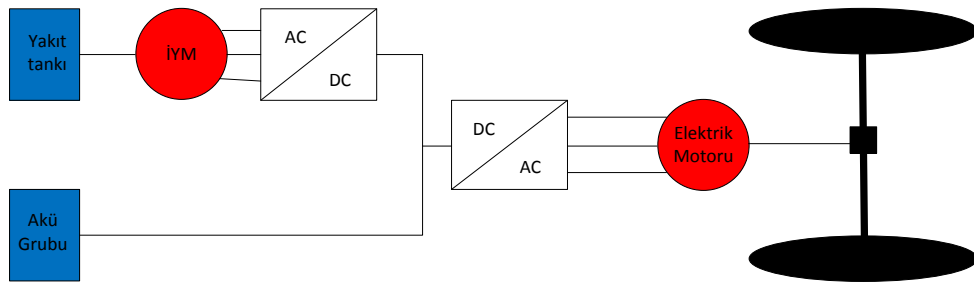 Yakıt
tankı
İYM
AC
DC
DC
AC
Elektrik
Motoru
Akü
Grubu